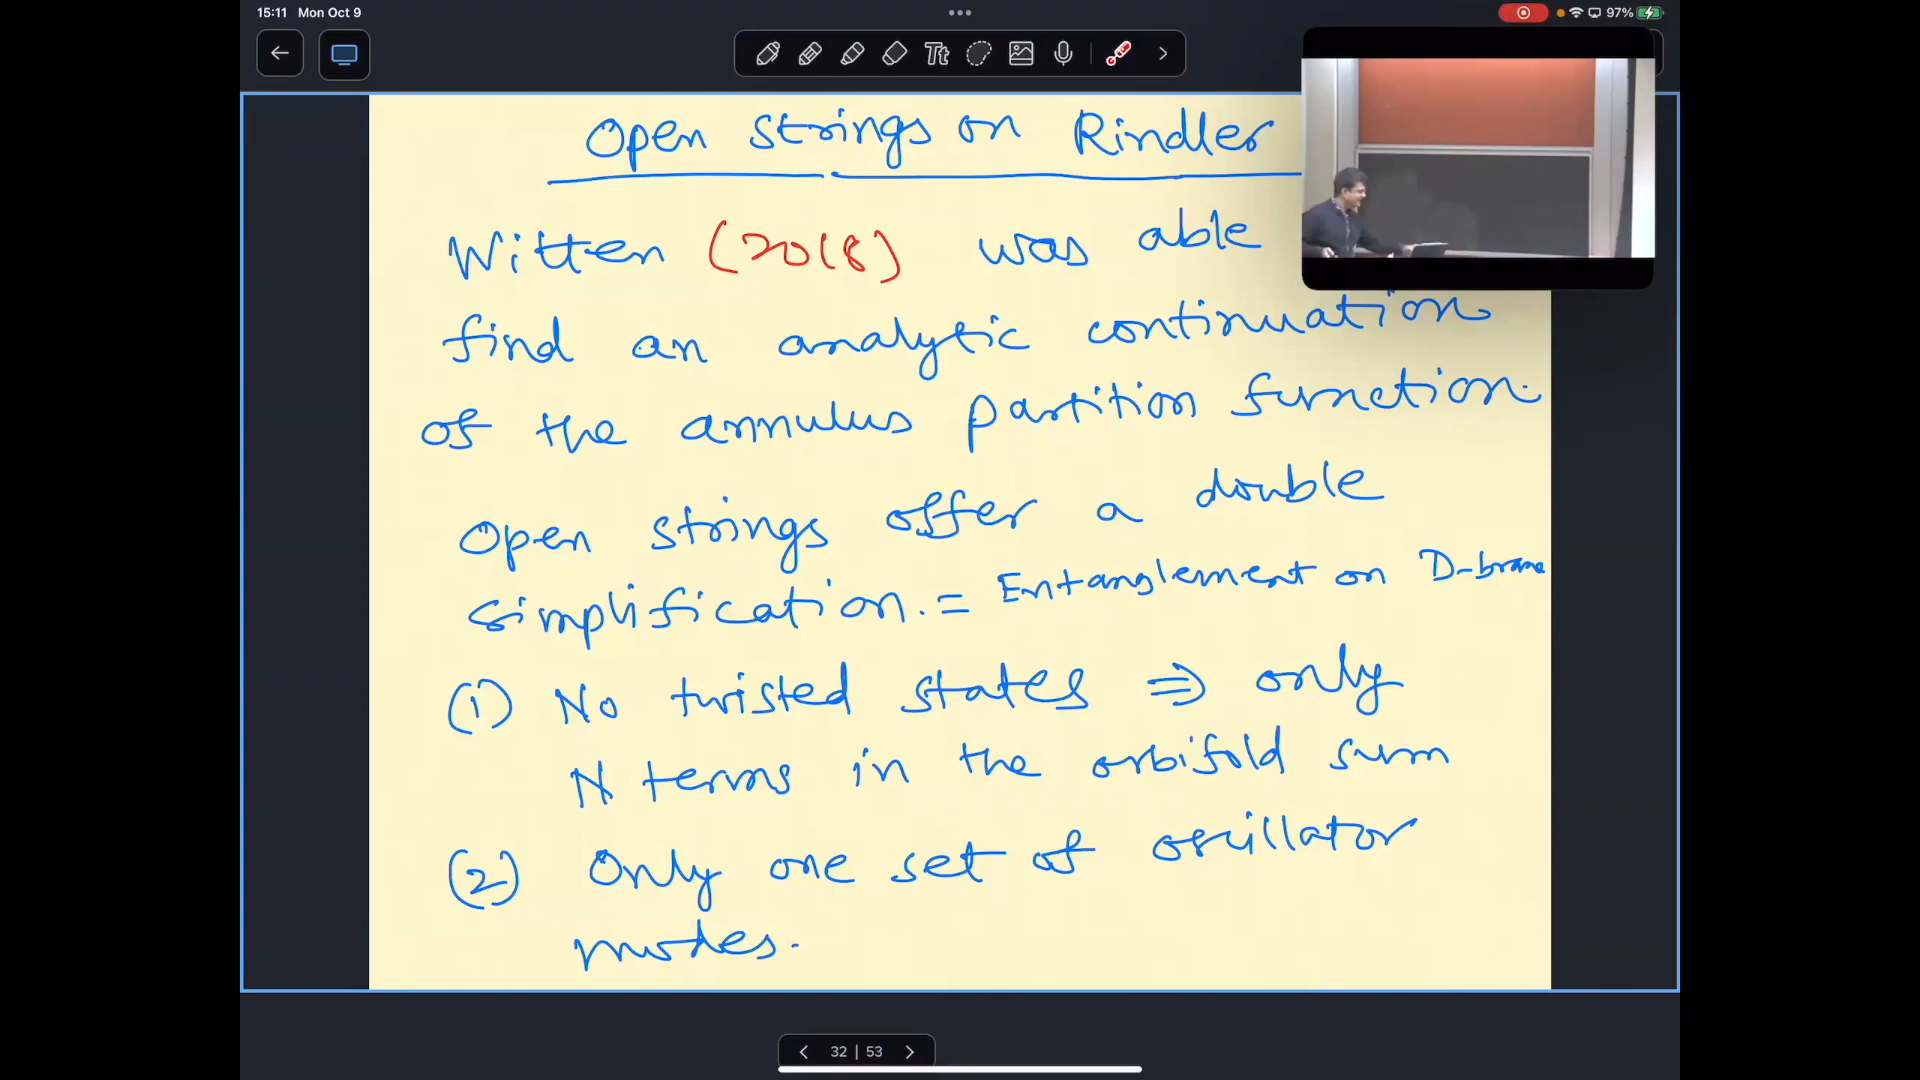 15:11 Mon Oct 9
97%
Tt
Open strings on Rindler
Witten (2018) was able
find an analytic continuation
of the annulus partition function.
Open strings offer a double
simplification. = Entanglement on D-brane
(1) No twisted states ⇒ only
N terms in the orbifold sum
(2) Only one set of oscillator
modes.
32 | 53